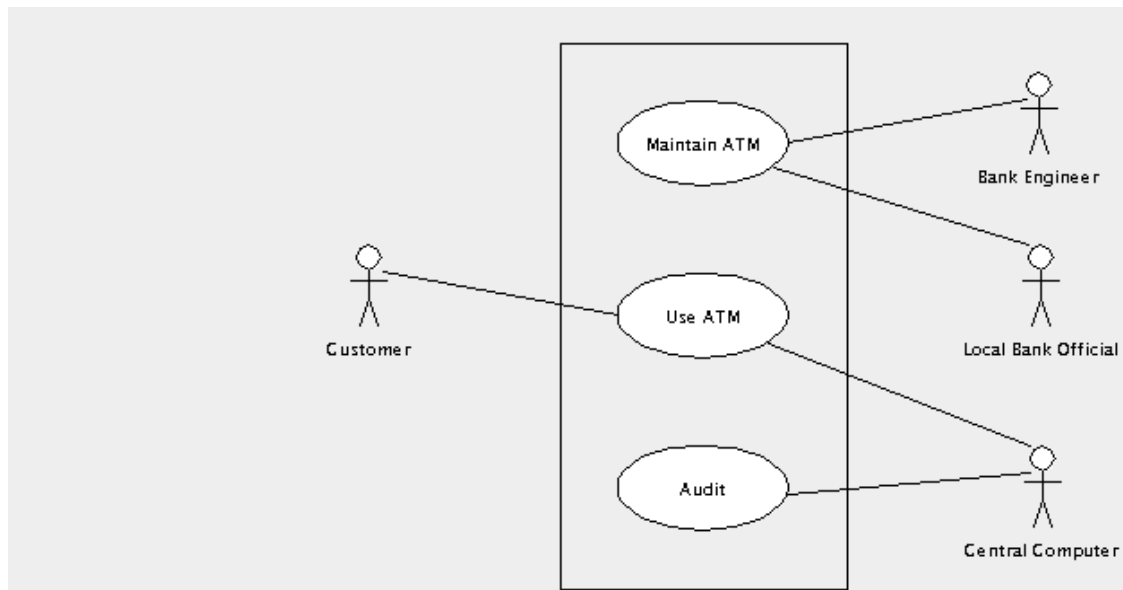 Maintain ATM
Bank Engineer
Use ATM
Customer
Local Bank Official
Audit
Central Computer